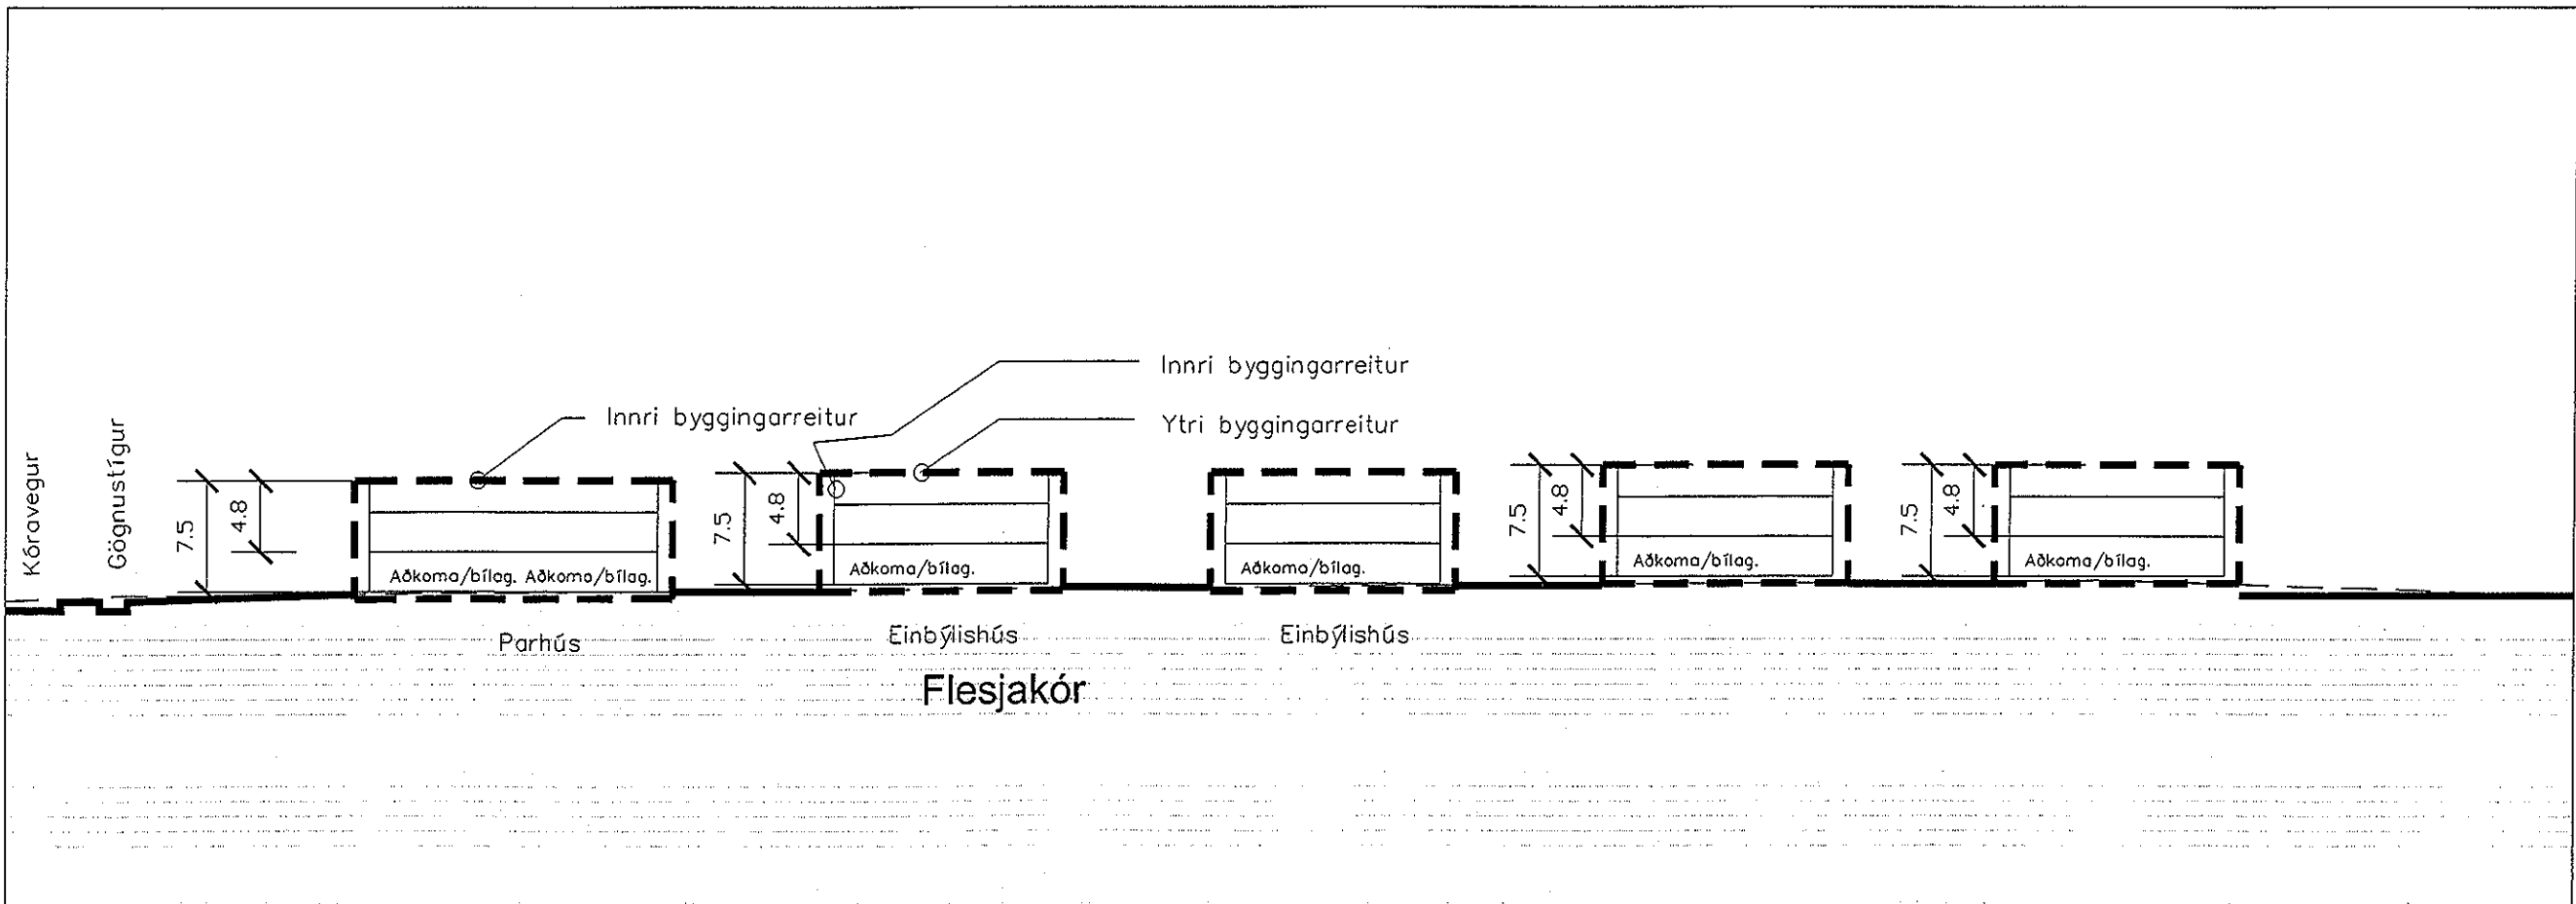 Innri byggingarreitur
Innri byggingarreitur
Ytri byggingarreitur
Kóravegur
Gögnustígur
7.5
4.8
7.5
4.8
7.5
4.8
7.5
4.8
Aðkoma/bílag. Aðkoma/bílag.
Aðkoma/bílag.
Aðkoma/bílag.
Aðkoma/bílag.
Aðkoma/bílag.
Parhús
Einbýlishús
Einbýlishús
Flesjakór